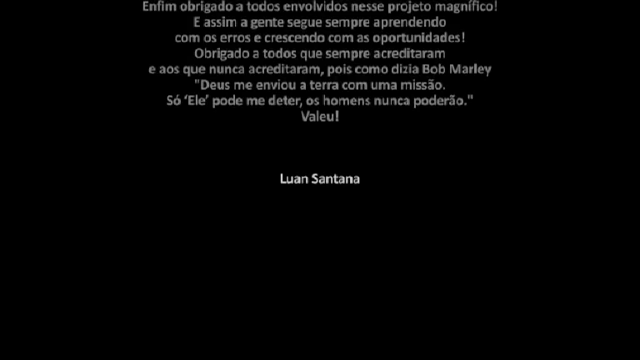 Enfim obrigado a todos envolvidos nesse projeto magnífico!
E assim a gente segue sempre aprendendo
com os erros e crescendo com as oportunidades!
Obrigado a todos que sempre acreditaram
e aos que nunca acreditaram, pois como dizia Bob Marley
"Deus me enviou a terra com uma missão.
Só ‘Ele’ pode me deter, os homens nunca poderão."
Valeu!
Luan Santana